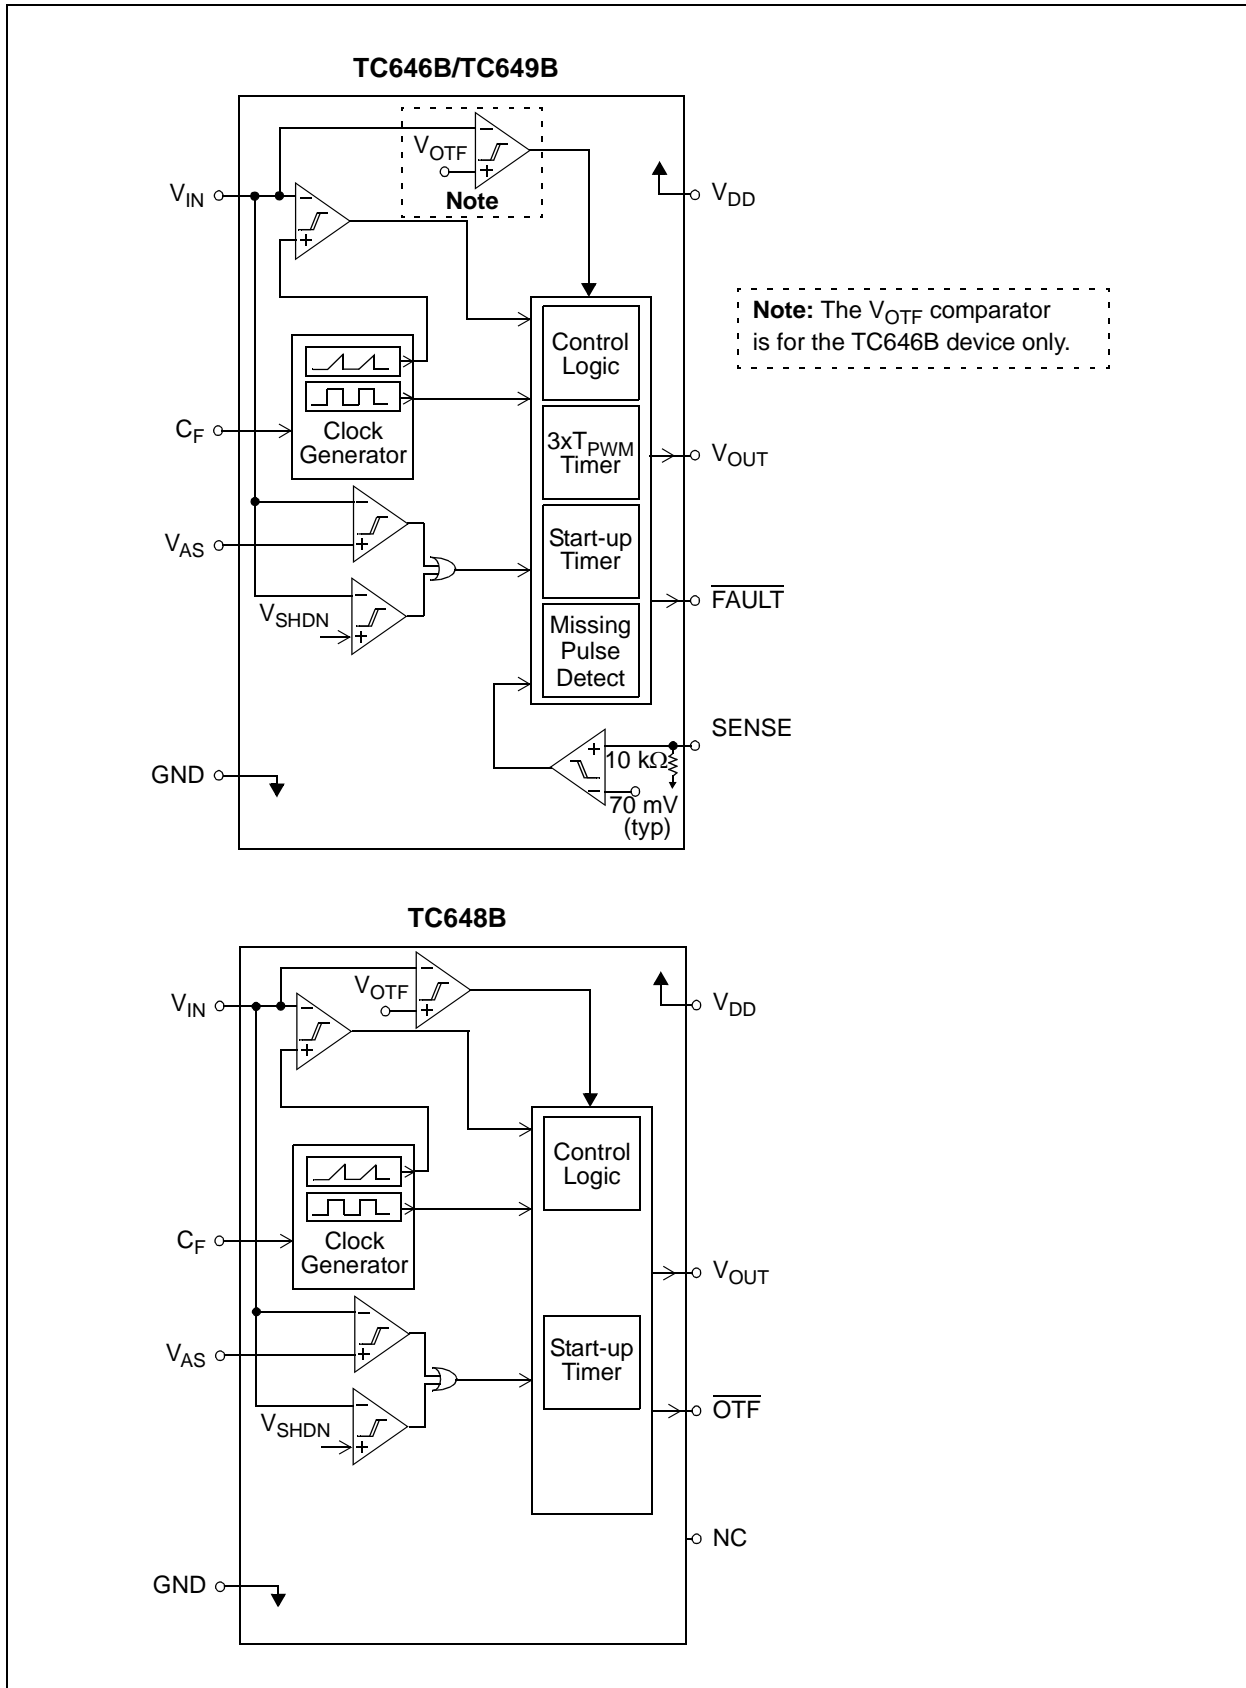 TC646B/TC649B
V_OTF
Note
V_IN
V_DD
Note: The V_OTF comparator
is for the TC646B device only.
Control
Logic
C_F
Clock
Generator
3xT_PWM
Timer
V_OUT
V_AS
Start-up
Timer
V_SHDN
FAULT
Missing
Pulse
Detect
SENSE
10 kΩ
GND
70 mV
(typ)
TC648B
V_OTF
V_IN
V_DD
Control
Logic
C_F
Clock
Generator
V_OUT
V_AS
Start-up
Timer
V_SHDN
OTF
NC
GND